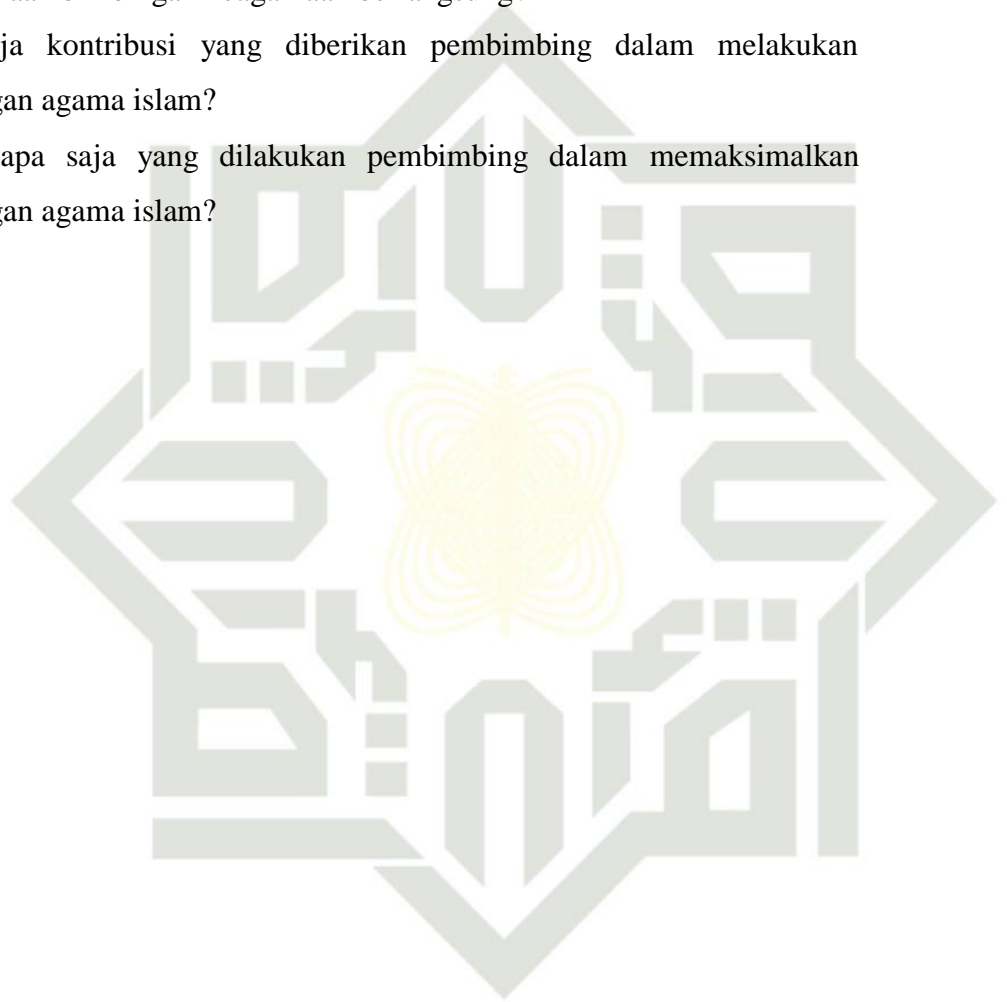 ja kontribusi yang diberikan pembimbing dalam melakukan
gan agama islam?
apa saja yang dilakukan pembimbing dalam memaksimalkan
gan agama islam?